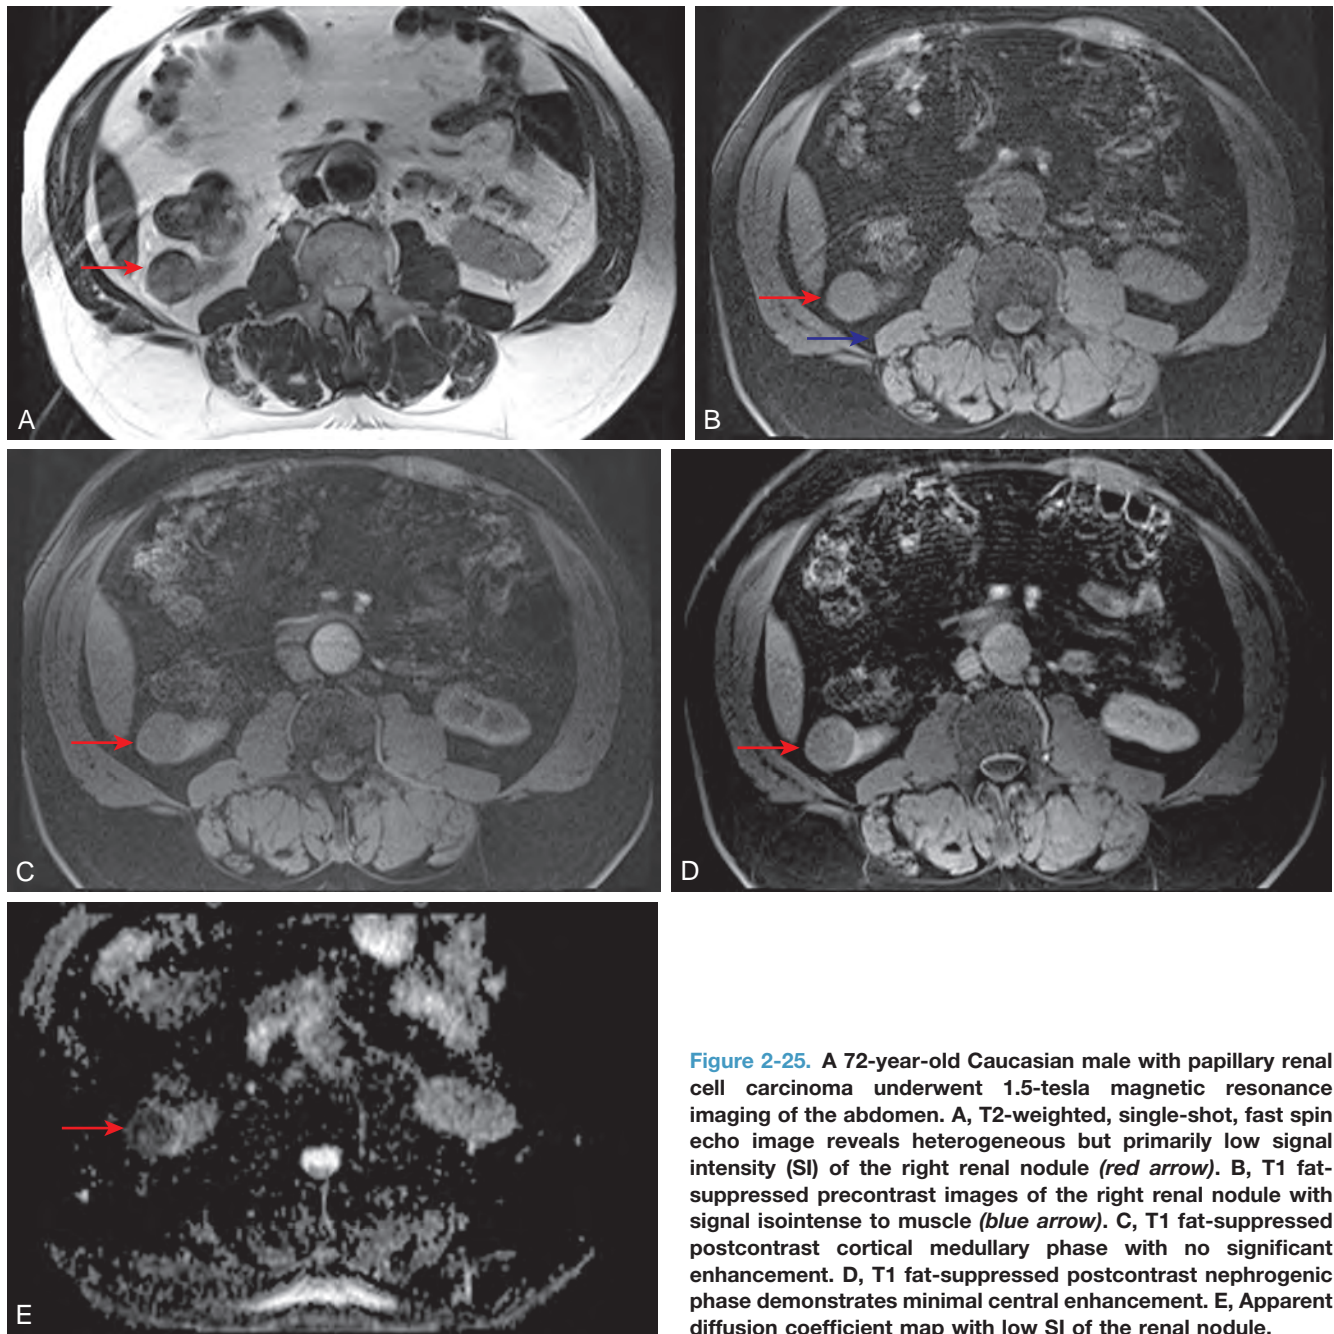 A
B
C
D
E
Figure 2-25. A 72-year-old Caucasian male with papillary renal
cell carcinoma underwent 1.5-tesla magnetic resonance
imaging of the abdomen. A, T2-weighted, single-shot, fast spin
echo image reveals heterogeneous but primarily low signal
intensity (SI) of the right renal nodule (red arrow). B, T1 fat-
suppressed precontrast images of the right renal nodule with
signal isointense to muscle (blue arrow). C, T1 fat-suppressed
postcontrast cortical medullary phase with no significant
enhancement. D, T1 fat-suppressed postcontrast nephrogenic
phase demonstrates minimal central enhancement. E, Apparent
diffusion coefficient map with low SI of the renal nodule.